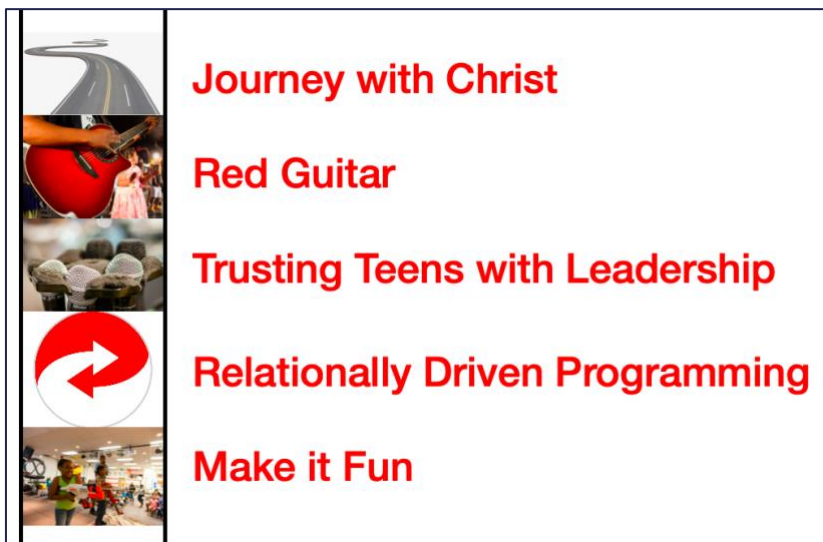 Journey with Christ
Red Guitar
Trusting Teens with Leadership
Relationally Driven Programming
Make it Fun